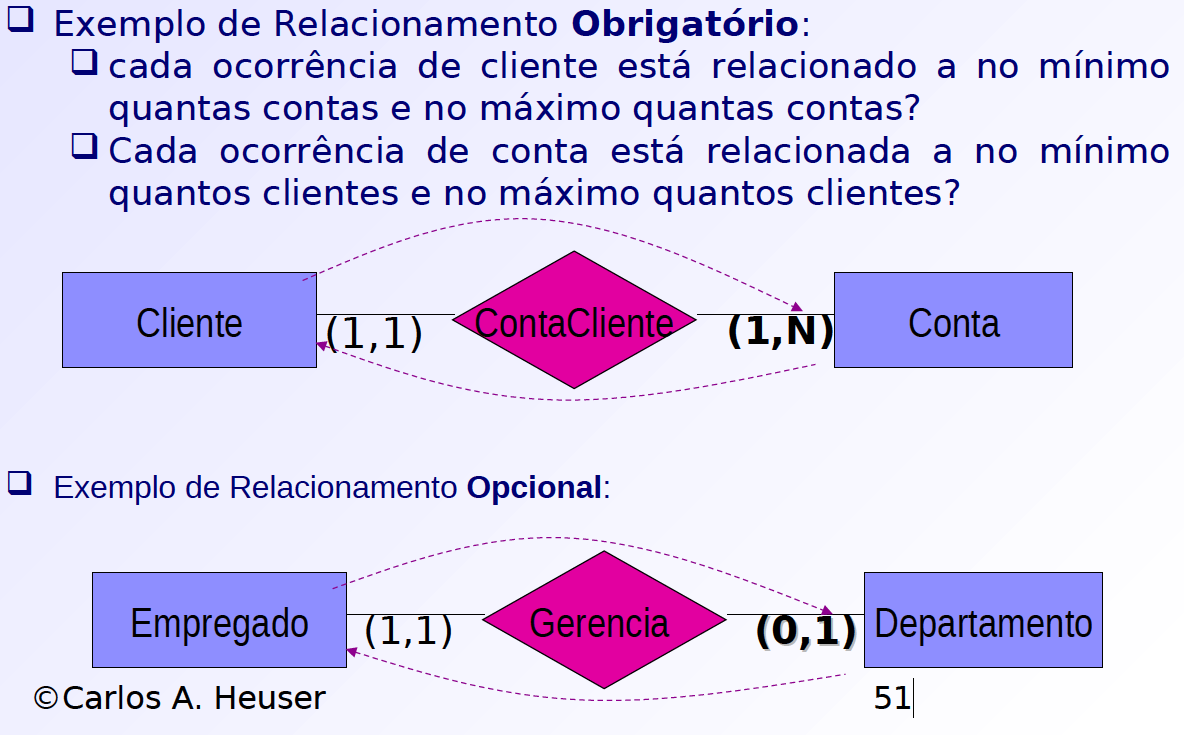 Exemplo de Relacionamento Obrigatório:
cada ocorrência de cliente está relacionado a no mínimo
quantas contas e no máximo quantas contas?
Cada ocorrência de conta está relacionada a no mínimo
quantos clientes e no máximo quantos clientes?
Cliente (1,1) ContaCliente (1,N) Conta
Exemplo de Relacionamento Opcional:
Empregado (1,1) Gerencia (0,1) Departamento
©Carlos A. Heuser 51